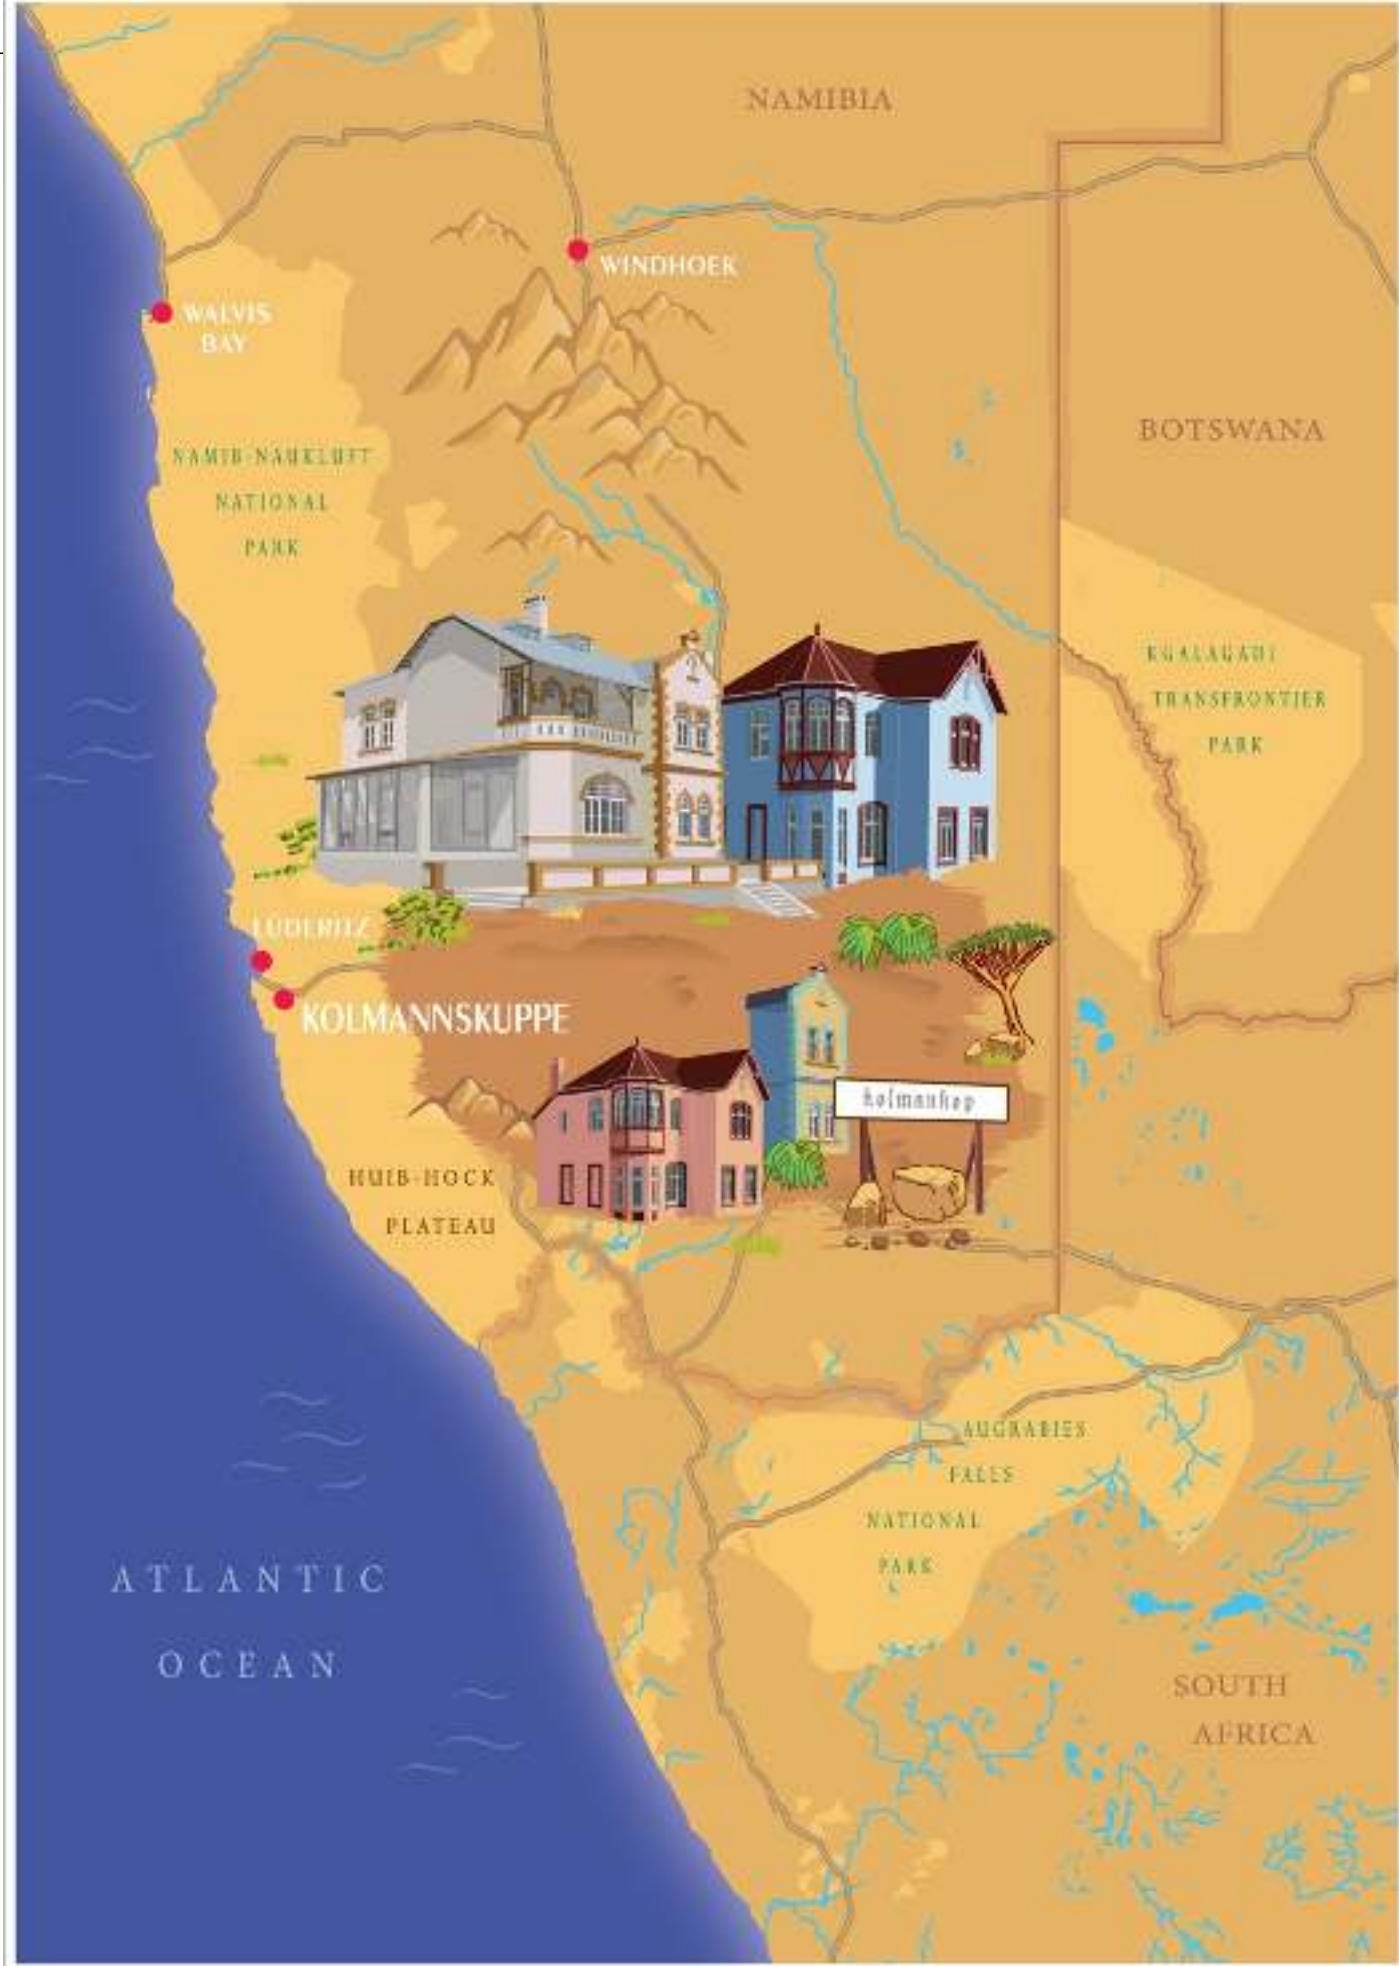 NAMIBIA
WINDHOEK
WALVIS
BAY
BOTSWANA
NAMIB-NAUKLUFT
NATIONAL
PARK
KGALAGADI
TRANSFRONTIER
PARK
LUDERITZ
KOLMANNSKUPPE
kolmanskop
HUIB-HOCK
PLATEAU
AUGRABIES
FALLS
NATIONAL
PARK
ATLANTIC
OCEAN
SOUTH
AFRICA